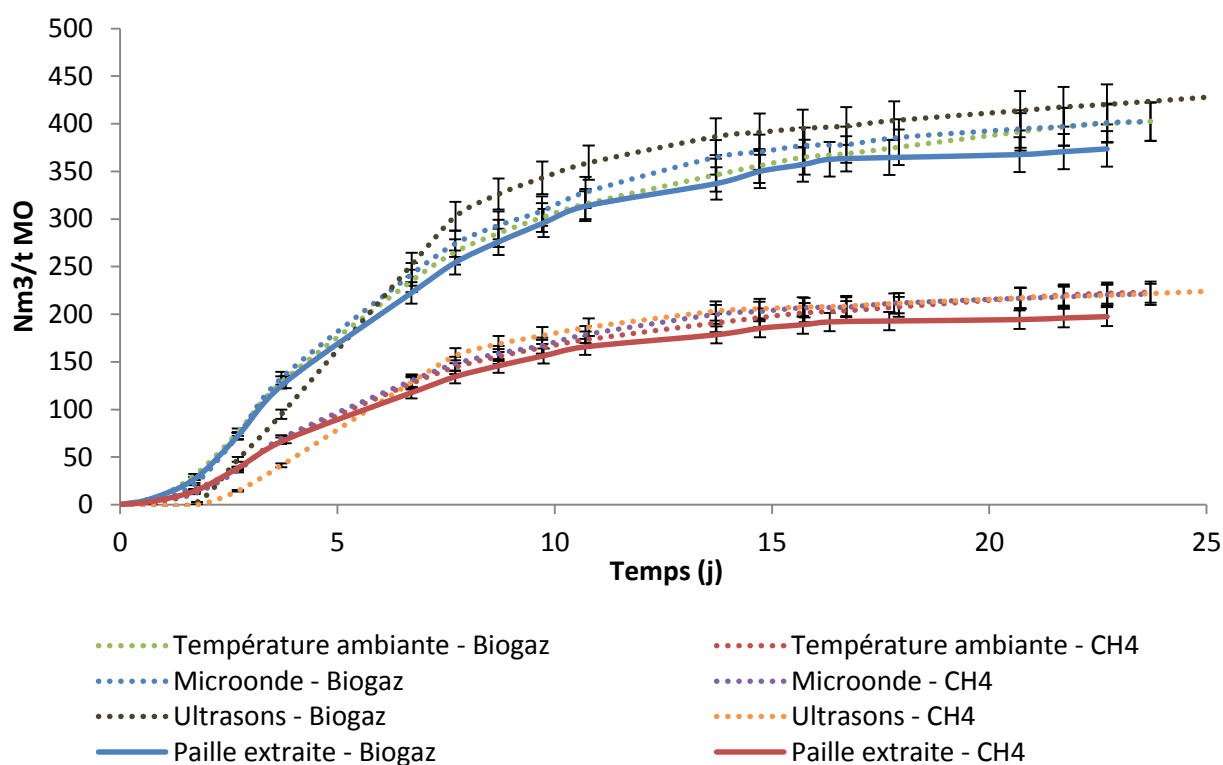 500
450
400
350
300
250
200
150
100
50
0
Nm3/t MO
0 5 10 15 20 25
Temps (j)
Température ambiante - Biogaz Température ambiante - CH4
Microonde - Biogaz Microonde - CH4
Ultrasons - Biogaz Ultrasons - CH4
Paille extraite - Biogaz Paille extraite - CH4